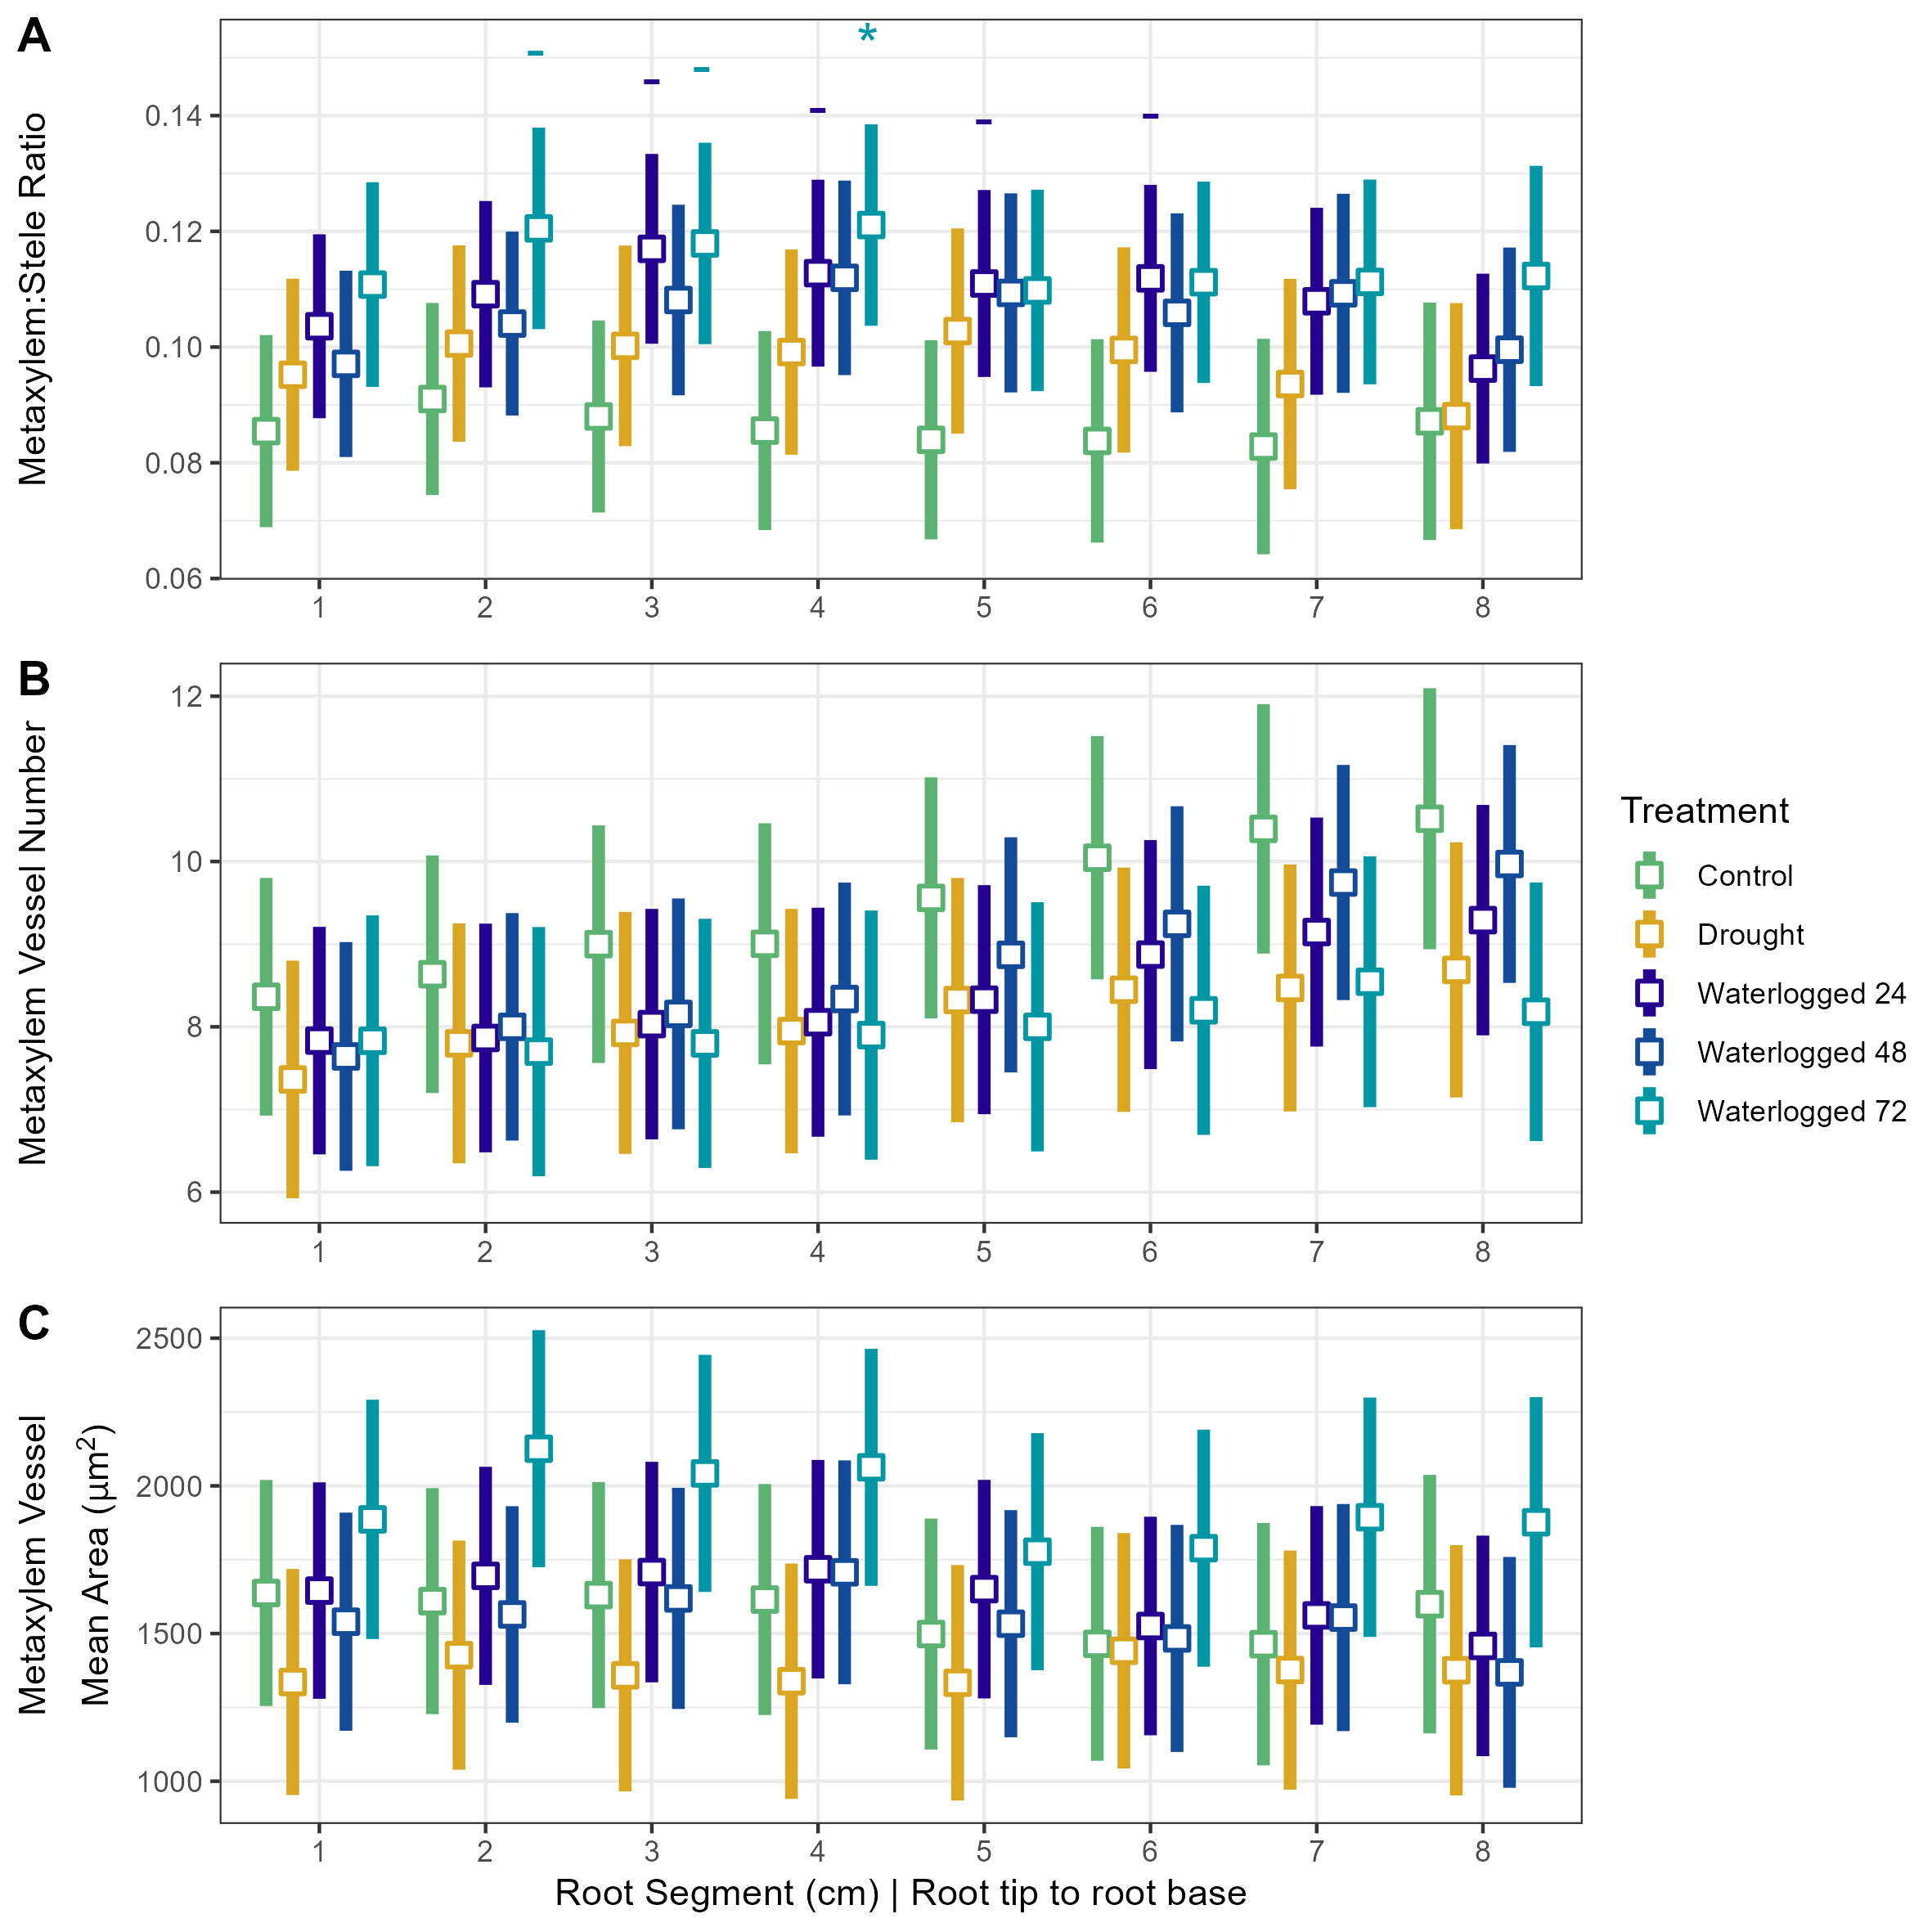 A
Metaxylem:Stele Ratio
*
0.14
0.12
0.10
0.08
0.06
1 2 3 4 5 6 7 8
B
Metaxylem Vessel Number
12
10
8
6
1 2 3 4 5 6 7 8
C
Metaxylem Vessel
Mean Area (µm²)
2500
2000
1500
1000
1 2 3 4 5 6 7 8
Root Segment (cm) | Root tip to root base
Treatment
Control
Drought
Waterlogged 24
Waterlogged 48
Waterlogged 72